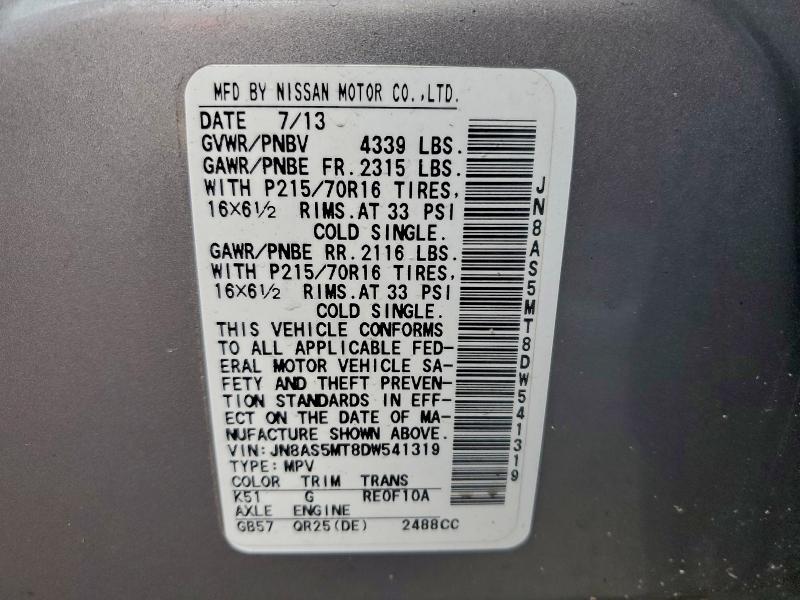 MFD BY NISSAN MOTOR CO.,LTD.
DATE 7/13
GVWR/PNBV 4339 LBS.
GAWR/PNBE FR. 2315 LBS.
WITH P215/70R16 TIRES,
16X6½ RIMS. AT 33 PSI
COLD SINGLE.
GAWR/PNBE RR. 2116 LBS.
WITH P215/70R16 TIRES,
16X6½ RIMS. AT 33 PSI
COLD SINGLE.
THIS VEHICLE CONFORMS
TO ALL APPLICABLE FED-
ERAL MOTOR VEHICLE SA-
FETY AND THEFT PREVEN-
TION STANDARDS IN EFF-
ECT ON THE DATE OF MA-
NUFACTURE SHOWN ABOVE.
VIN: JN8AS5MT8DW541319
TYPE: MPV
COLOR TRIM TRANS
K51 G RE0F10A
AXLE ENGINE
GB57 QR25(DE) 2488CC
JN8AS5MT8DW541319